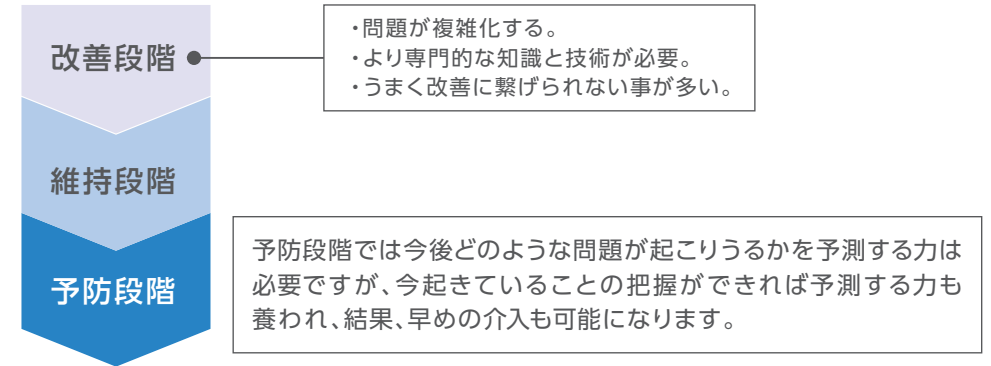 改善段階
・問題が複雑化する。
・より専門的な知識と技術が必要。
・うまく改善に繋げられない事が多い。
維持段階
予防段階
予防段階では今後どのような問題が起こりうるかを予測する力は
必要ですが、今起きていることの把握ができれば予測する力も
養われ、結果、早めの介入も可能になります。